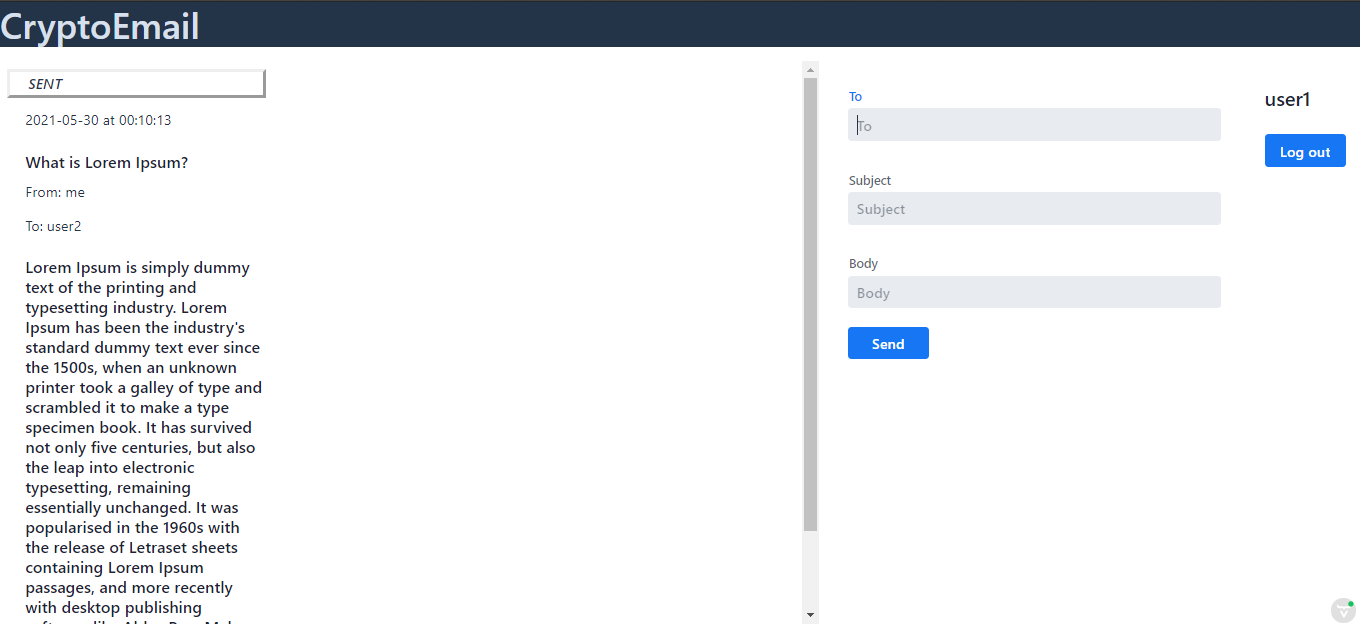 CryptoEmail
SENT
2021-05-30 at 00:10:13
What is Lorem Ipsum?
From: me
To: user2
Lorem Ipsum is simply dummy
text of the printing and
typesetting industry. Lorem
Ipsum has been the industry's
standard dummy text ever since
the 1500s, when an unknown
printer took a galley of type and
scrambled it to make a type
specimen book. It has survived
not only five centuries, but also
the leap into electronic
typesetting, remaining
essentially unchanged. It was
popularised in the 1960s with
the release of Letraset sheets
containing Lorem Ipsum
passages, and more recently
with desktop publishing
To
To
Subject
Subject
Body
Body
Send
user1
Log out